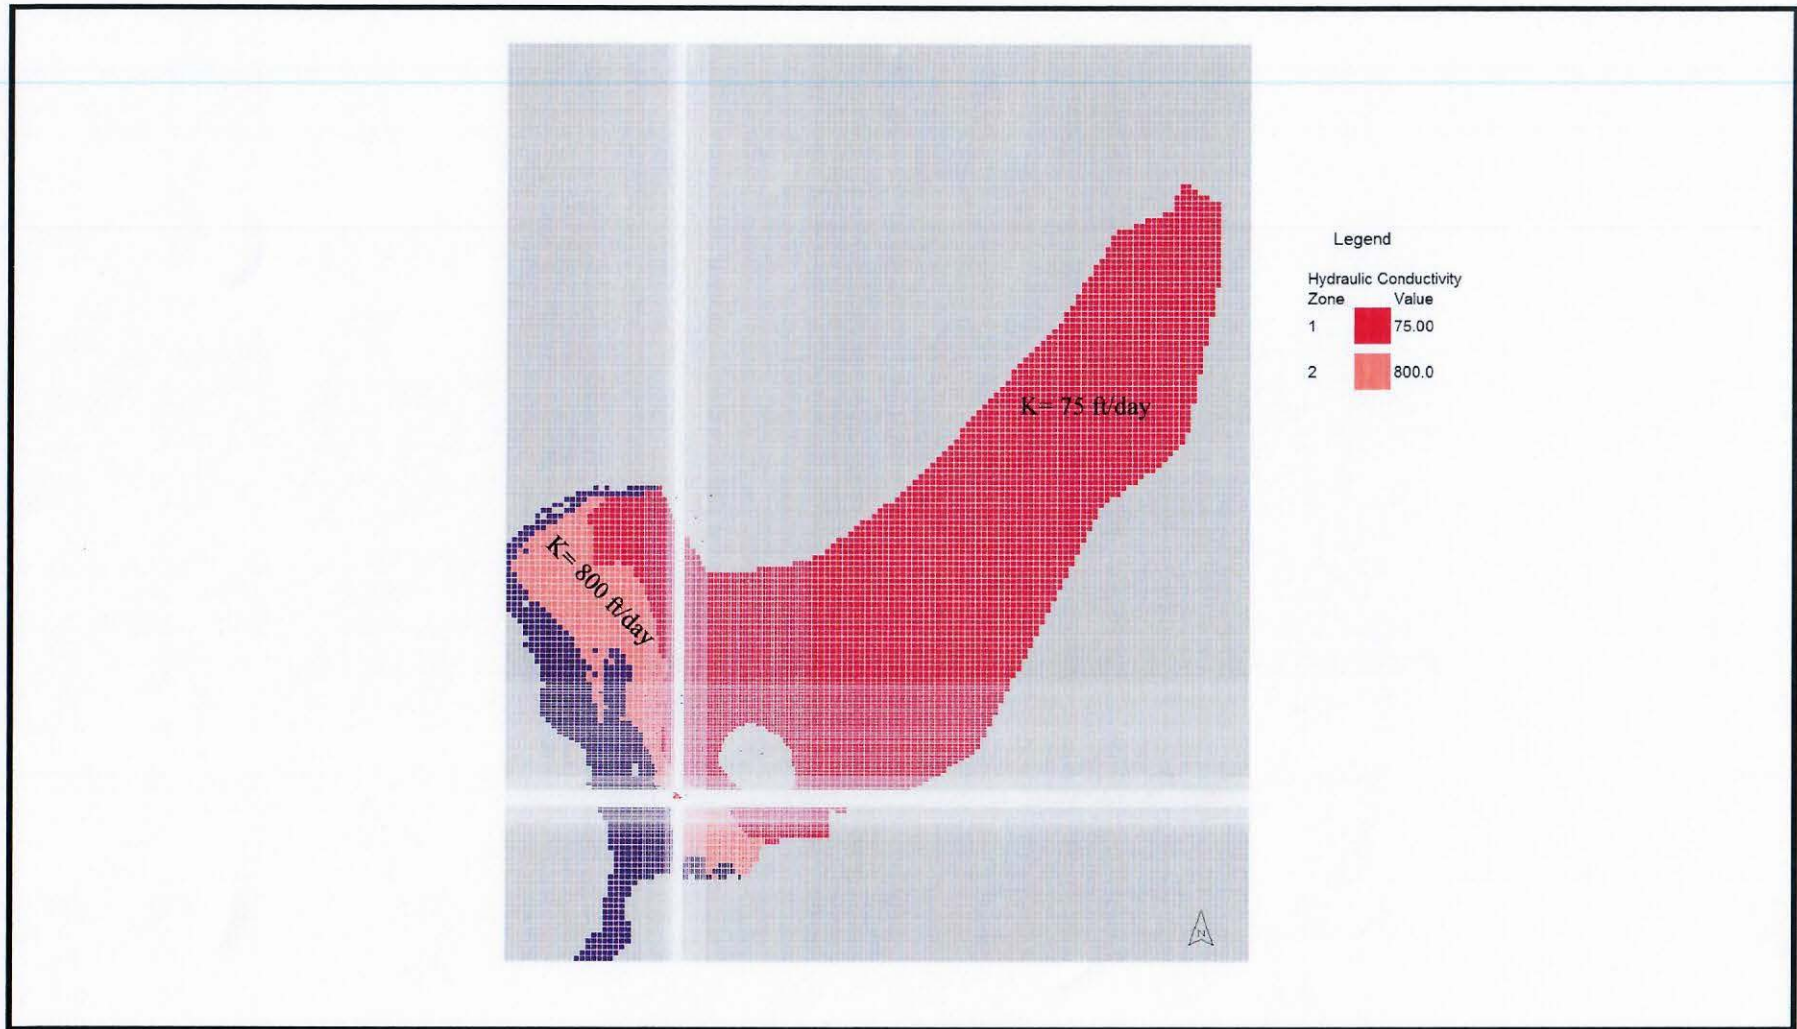 Legend
Hydraulic Conductivity
Zone Value
1 75.00
2 800.0
K= 75 ft/day
K= 800 ft/day
N